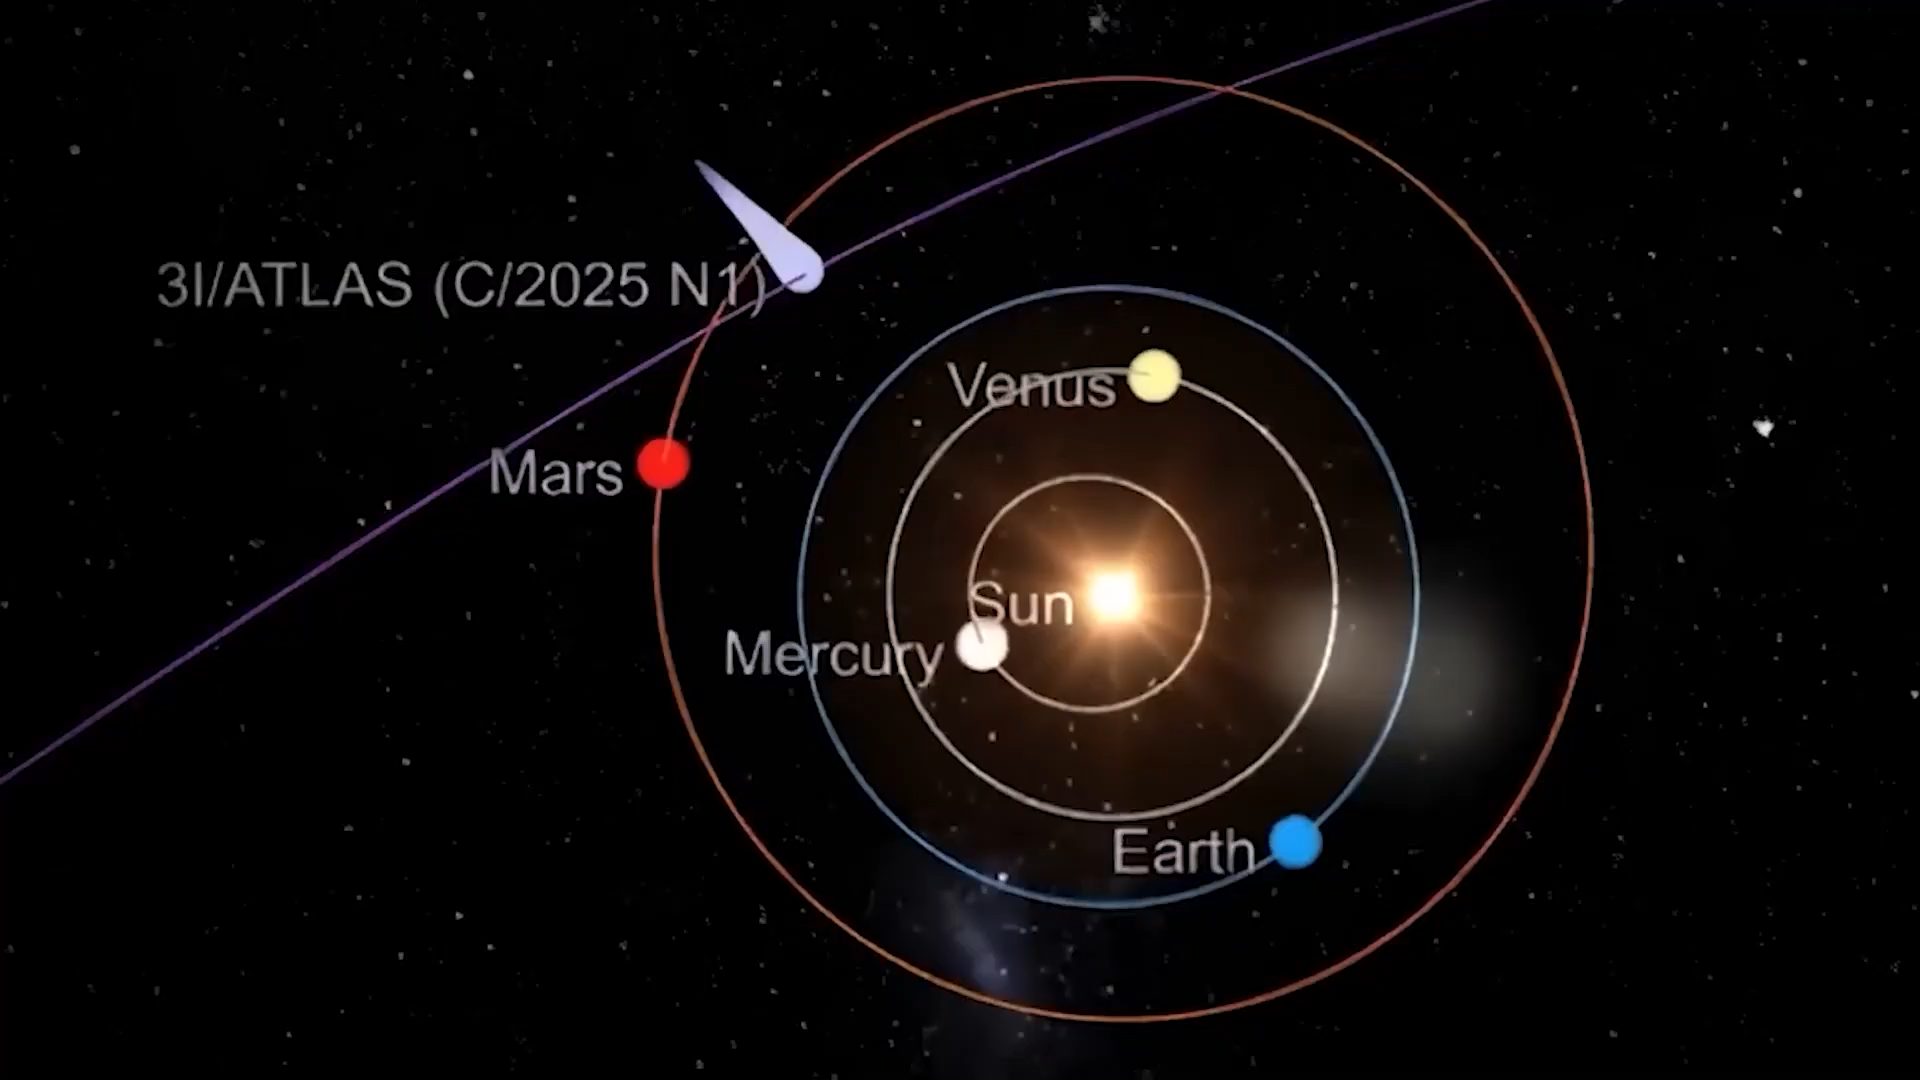 3I/ATLAS (C/2025 N1)
Venus
Mars
Sun
Mercury
Earth